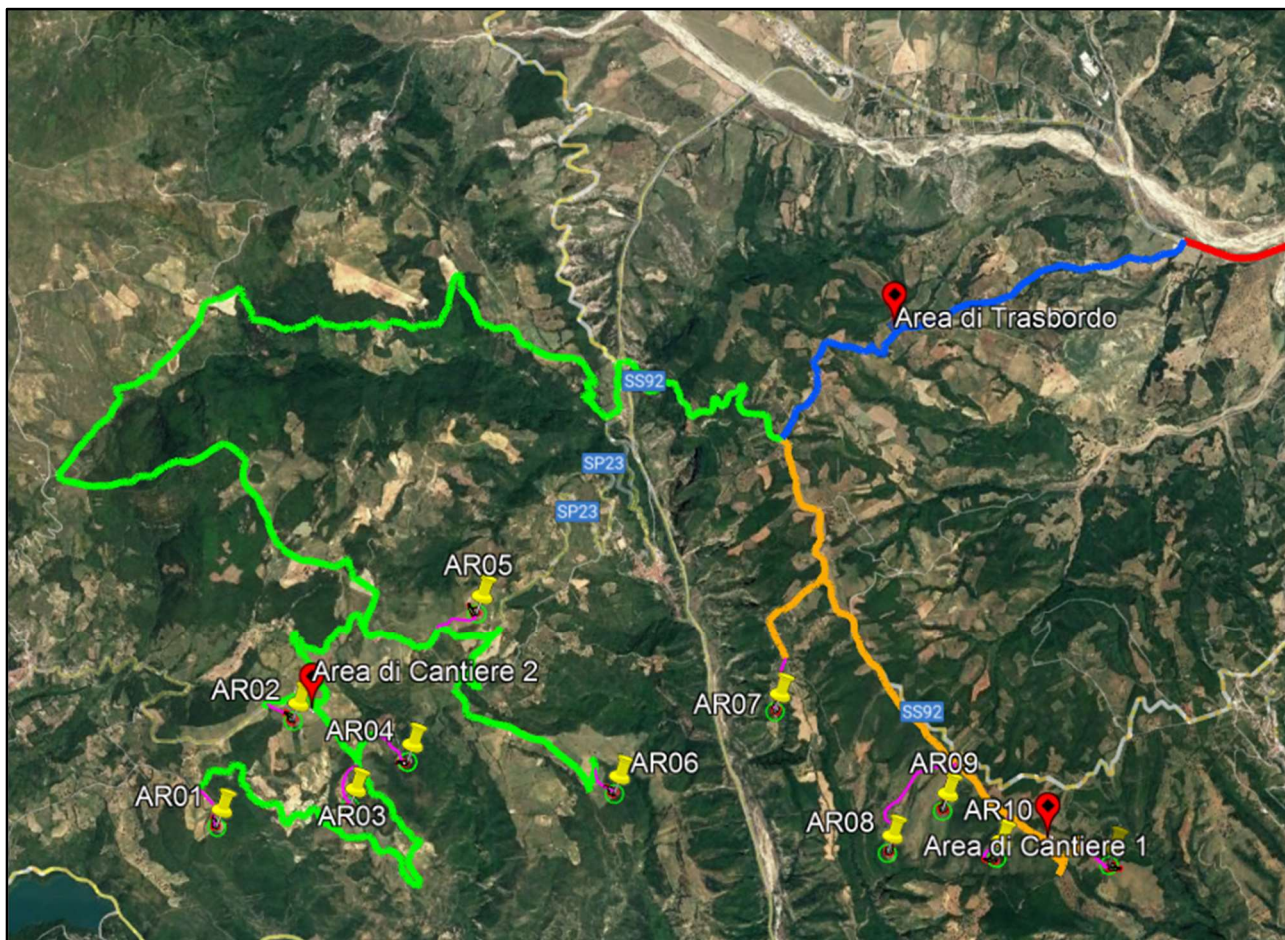 Area di Trasbordo
SS92
SP23
SP23
AR05
Area di Cantiere 2
AR02
AR07
SS92
AR04
AR06
AR09
AR01
AR03
AR08
AR10
Area di Cantiere 1